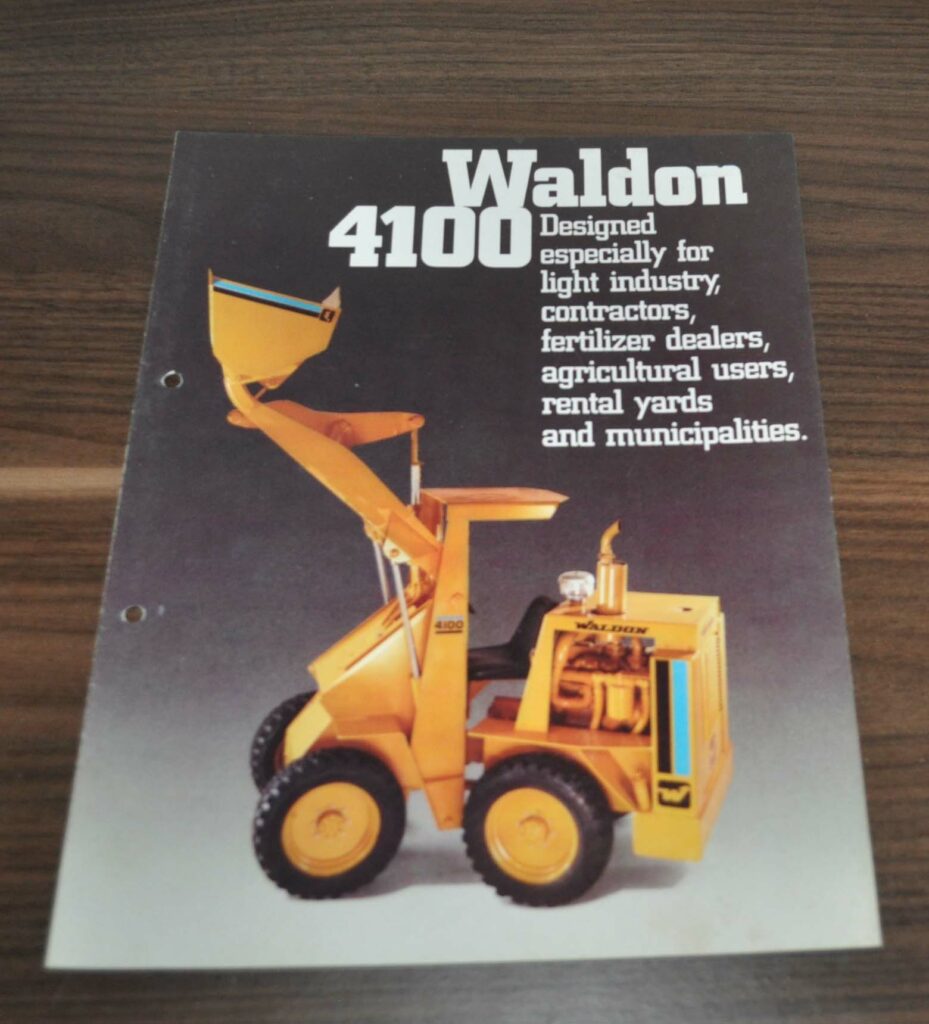 Waldon
4100
Designed
especially for
light industry,
contractors,
fertilizer dealers,
agricultural users,
rental yards
and municipalities.
4100
WALDON
W